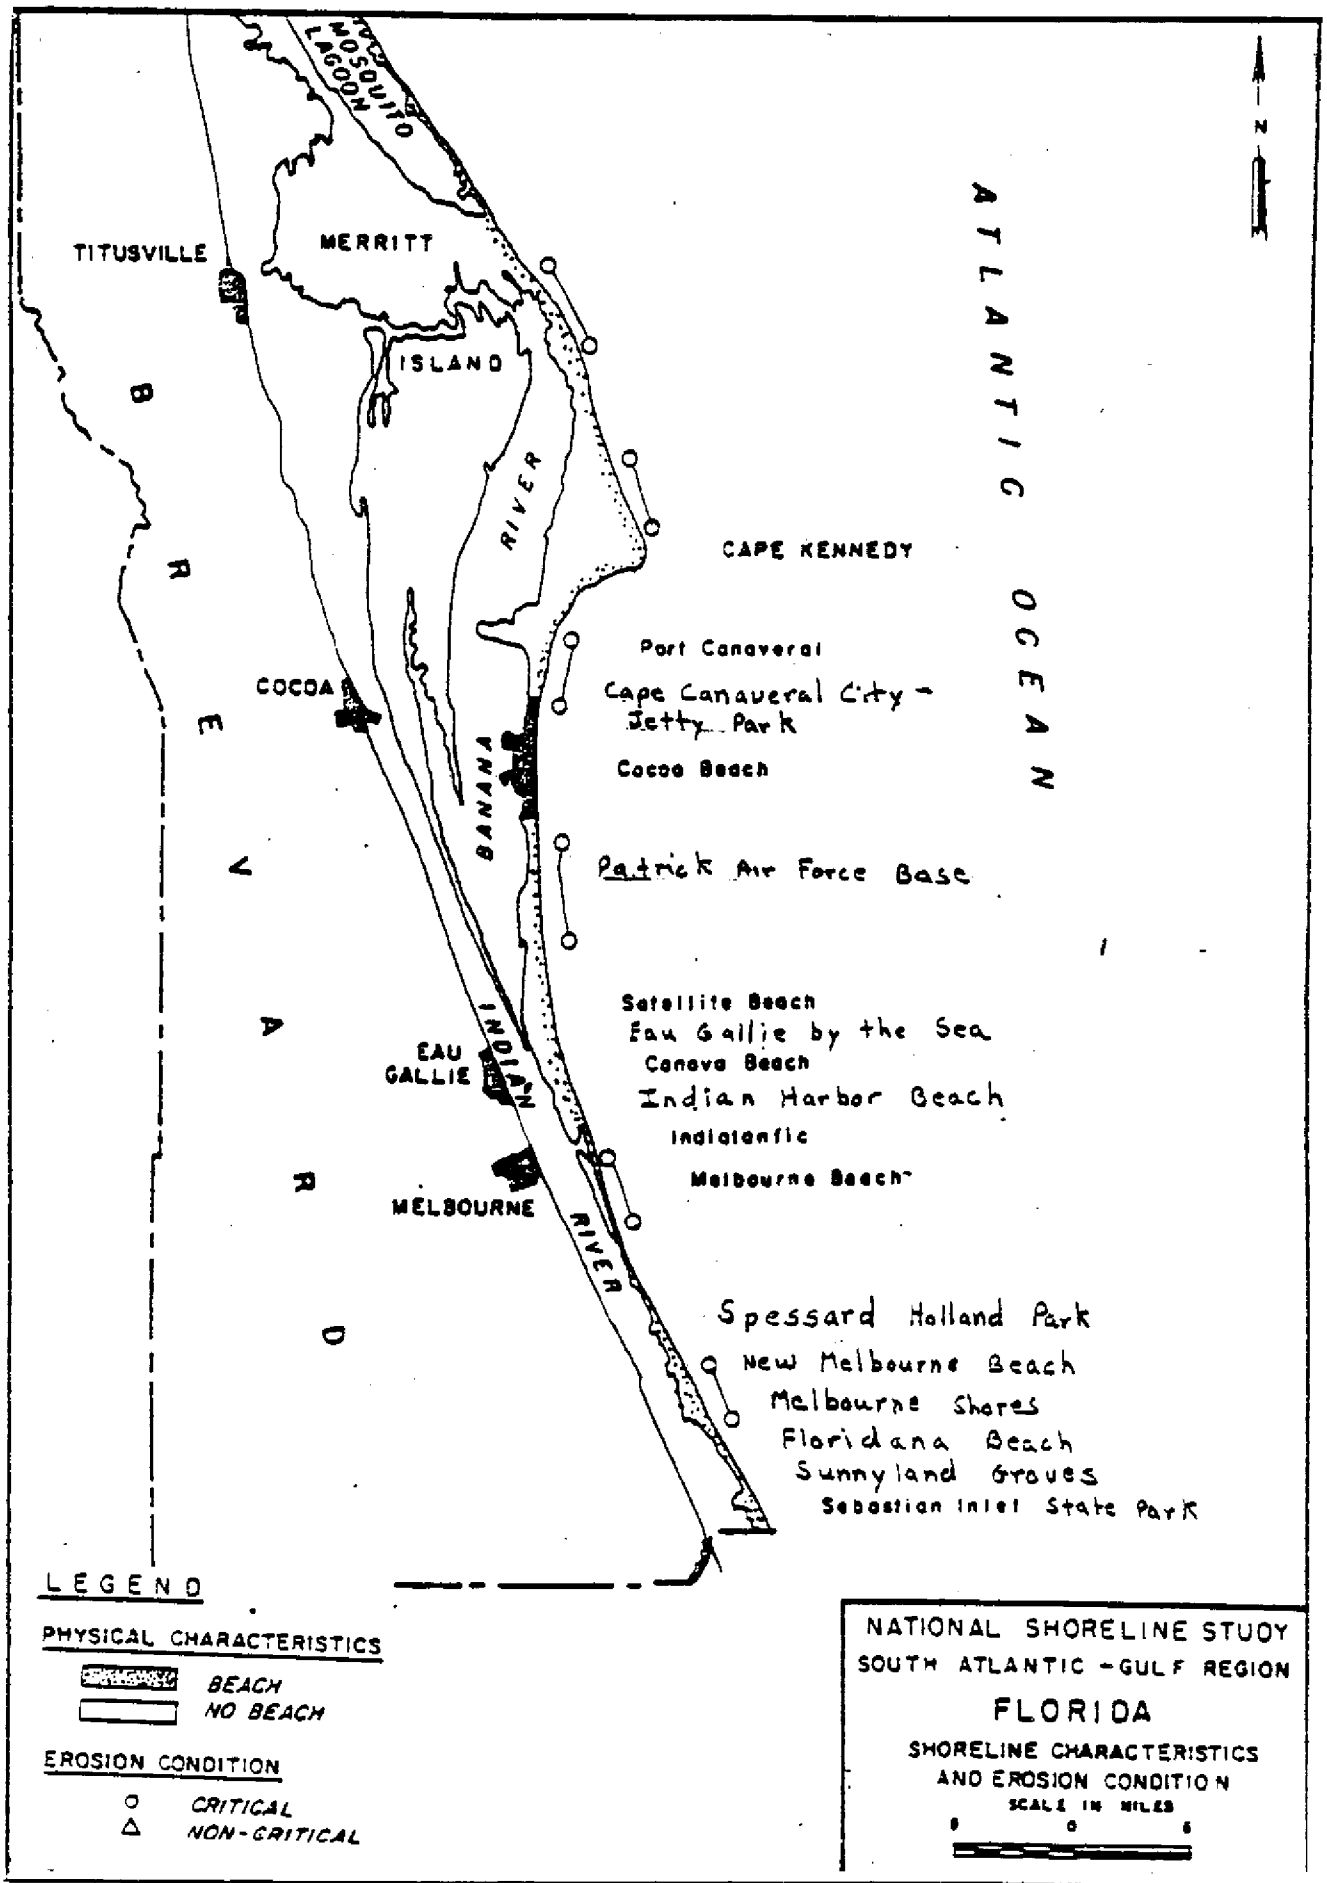 MOSQUITO
LAGOON
N
ATLANTIC OCEAN
TITUSVILLE
MERRITT
ISLAND
BREVARD
RIVER
CAPE KENNEDY
Port Canaveral
COCOA
Cape Canaveral City -
Jetty Park
BANANA
Cocoa Beach
Patrick Air Force Base
Satellite Beach
INDIAN
Eau Gallie by the Sea
EAU
GALLIE
Canova Beach
Indian Harbor Beach
Indialantic
Melbourne Beach
MELBOURNE
RIVER
Spessard Holland Park
New Melbourne Beach
Melbourne Shores
Floridana Beach
Sunnyland Groves
Sebastian Inlet State Park
LEGEND
PHYSICAL CHARACTERISTICS
BEACH
NO BEACH
EROSION CONDITION
CRITICAL
NON-CRITICAL
NATIONAL SHORELINE STUDY
SOUTH ATLANTIC - GULF REGION
FLORIDA
SHORELINE CHARACTERISTICS
AND EROSION CONDITION
SCALE IN MILES
0 5